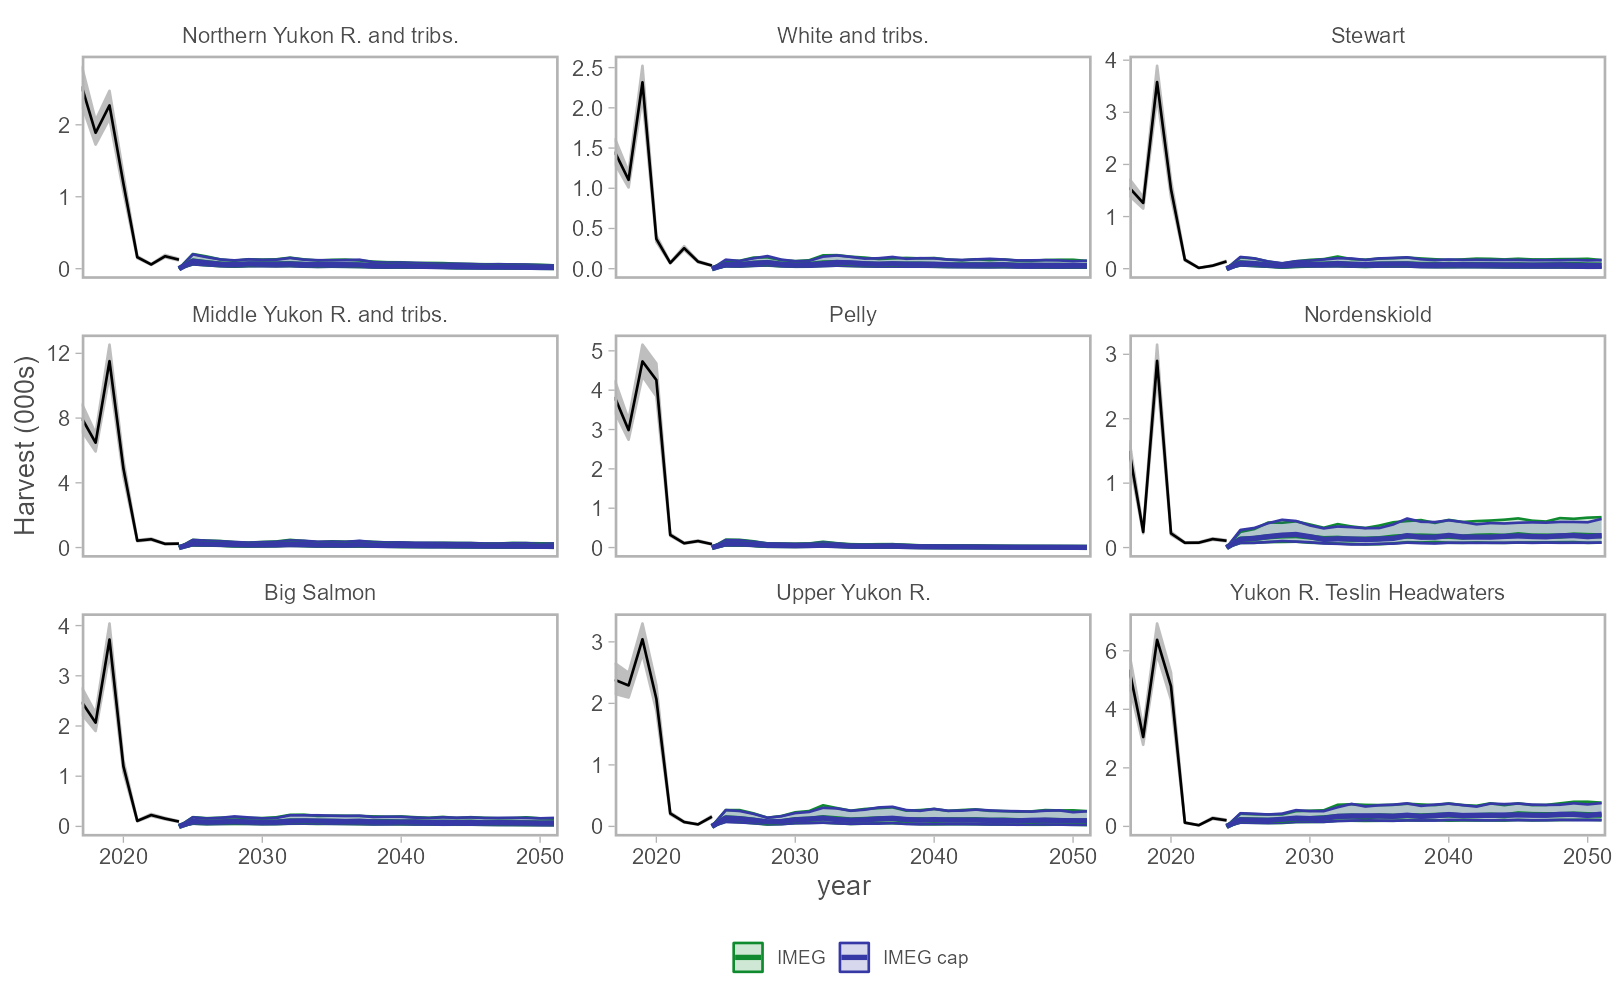 Northern Yukon R. and tribs.
White and tribs.
Stewart
2
1
0
2.5
2.0
1.5
1.0
0.5
0.0
4
3
2
1
0
Middle Yukon R. and tribs.
Pelly
Nordenskiold
Harvest (000s)
12
8
4
0
5
4
3
2
1
0
3
2
1
0
Big Salmon
Upper Yukon R.
Yukon R. Teslin Headwaters
4
3
2
1
0
3
2
1
0
6
4
2
0
2020 2030 2040 2050
2020 2030 2040 2050
2020 2030 2040 2050
year
IMEG IMEG cap